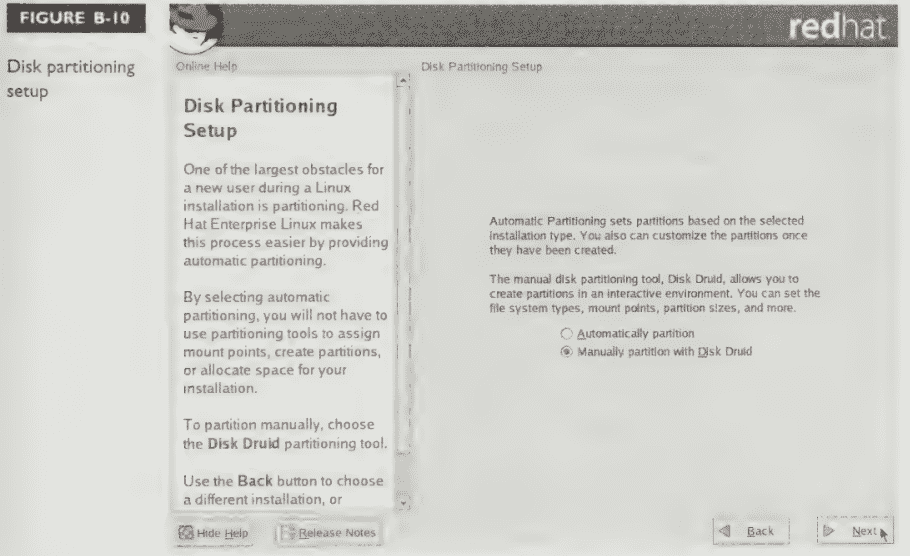 FIGURE B-10
Disk partitioning
setup
redhat
Online Help
Disk Partitioning
Setup
One of the largest obstacles for
a new user during a Linux
installation is partitioning. Red
Hat Enterprise Linux makes
this process easier by providing
automatic partitioning.
By selecting automatic
partitioning, you will not have to
use partitioning tools to assign
mount points, create partitions,
or allocate space for your
installation.
To partition manually, choose
the Disk Druid partitioning tool.
Use the Back button to choose
a different installation, or
Hide Help
Release Notes
Disk Partitioning Setup
Automatic Partitioning sets partitions based on the selected
installation type. You also can customize the partitions once
they have been created.
The manual disk partitioning tool, Disk Druid, allows you to
create partitions in an interactive environment. You can set the
file system types, mount points, partition sizes, and more.
Automatically partition
Manually partition with Disk Druid
Back
Next